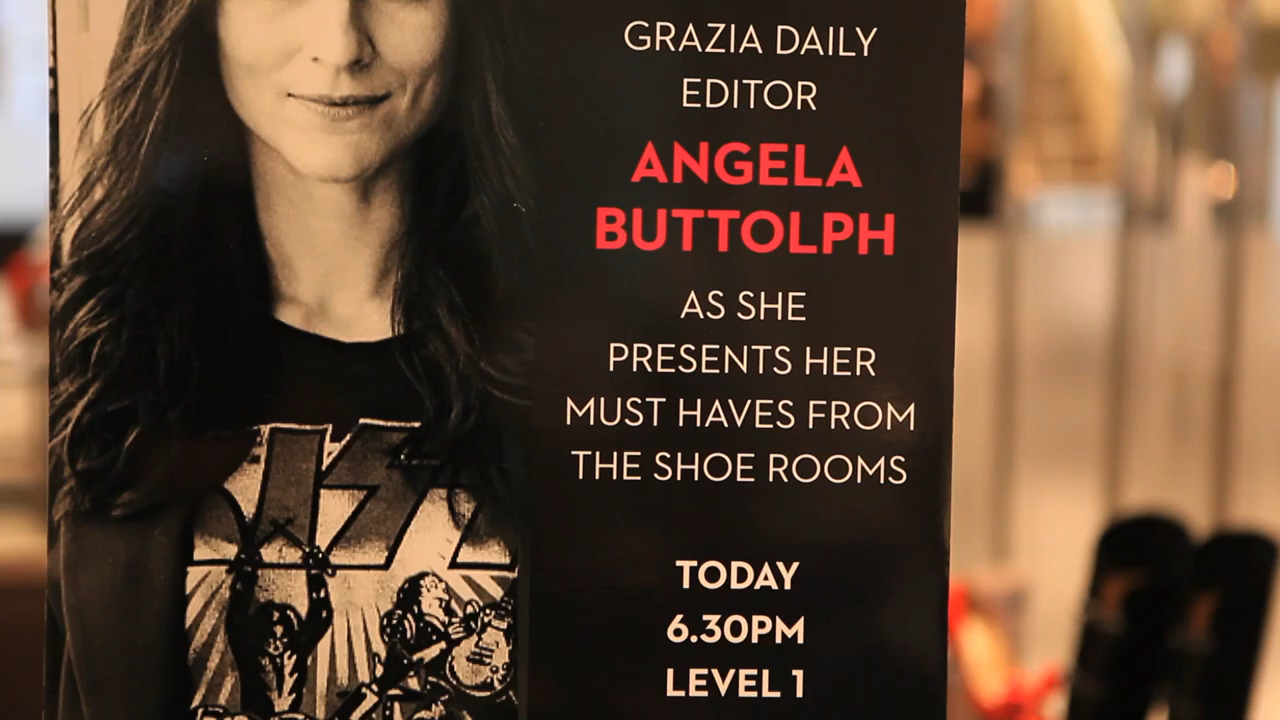 GRAZIA DAILY
EDITOR
ANGELA
BUTTOLPH
AS SHE
PRESENTS HER
MUST HAVES FROM
THE SHOE ROOMS
TODAY
6.30PM
LEVEL 1
KISS